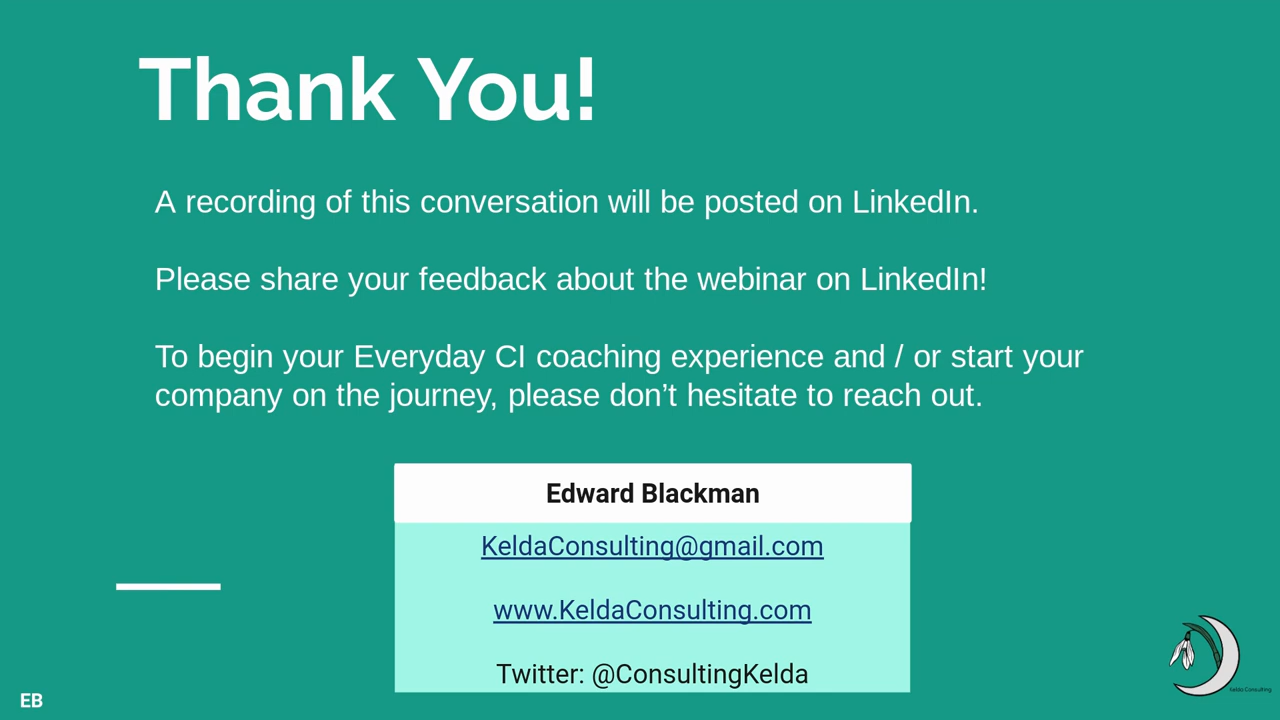 Thank You!
A recording of this conversation will be posted on LinkedIn.
Please share your feedback about the webinar on LinkedIn!
To begin your Everyday CI coaching experience and / or start your
company on the journey, please don’t hesitate to reach out.
Edward Blackman
KeldaConsulting@gmail.com
www.KeldaConsulting.com
Twitter: @ConsultingKelda
Kelda Consulting
EB